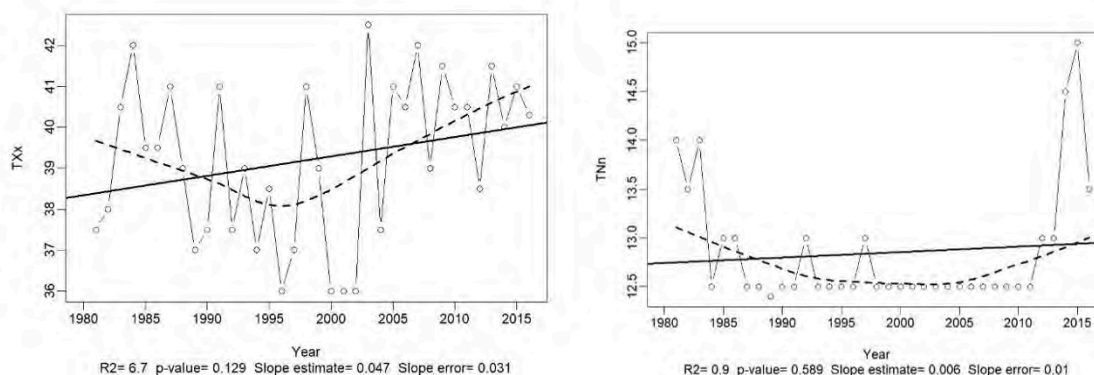 TXx
42
41
40
39
38
37
36
1980 1985 1990 1995 2000 2005 2010 2015
Year
R2= 6.7 p-value= 0.129 Slope estimate= 0.047 Slope error= 0.031
TNn
15.0
14.5
14.0
13.5
13.0
12.5
1980 1985 1990 1995 2000 2005 2010 2015
Year
R2= 0.9 p-value= 0.589 Slope estimate= 0.006 Slope error= 0.01